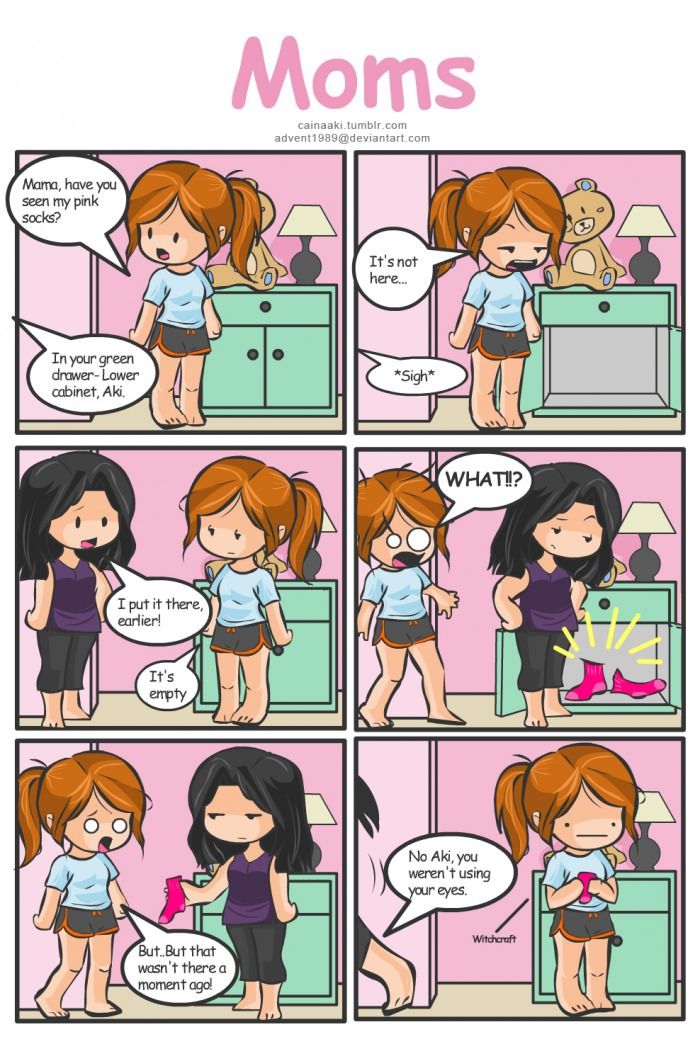 Moms
cainaaki.tumblr.com
advent1989@deviantart.com
Mama, have you
seen my pink
socks?
In your green
drawer- Lower
cabinet, Aki.
It's not
here...
*Sigh*
I put it there,
earlier!
It's
empty
WHAT!!?
But..But that
wasn't there a
moment ago!
No Aki, you
weren't using
your eyes.
Witchcraft